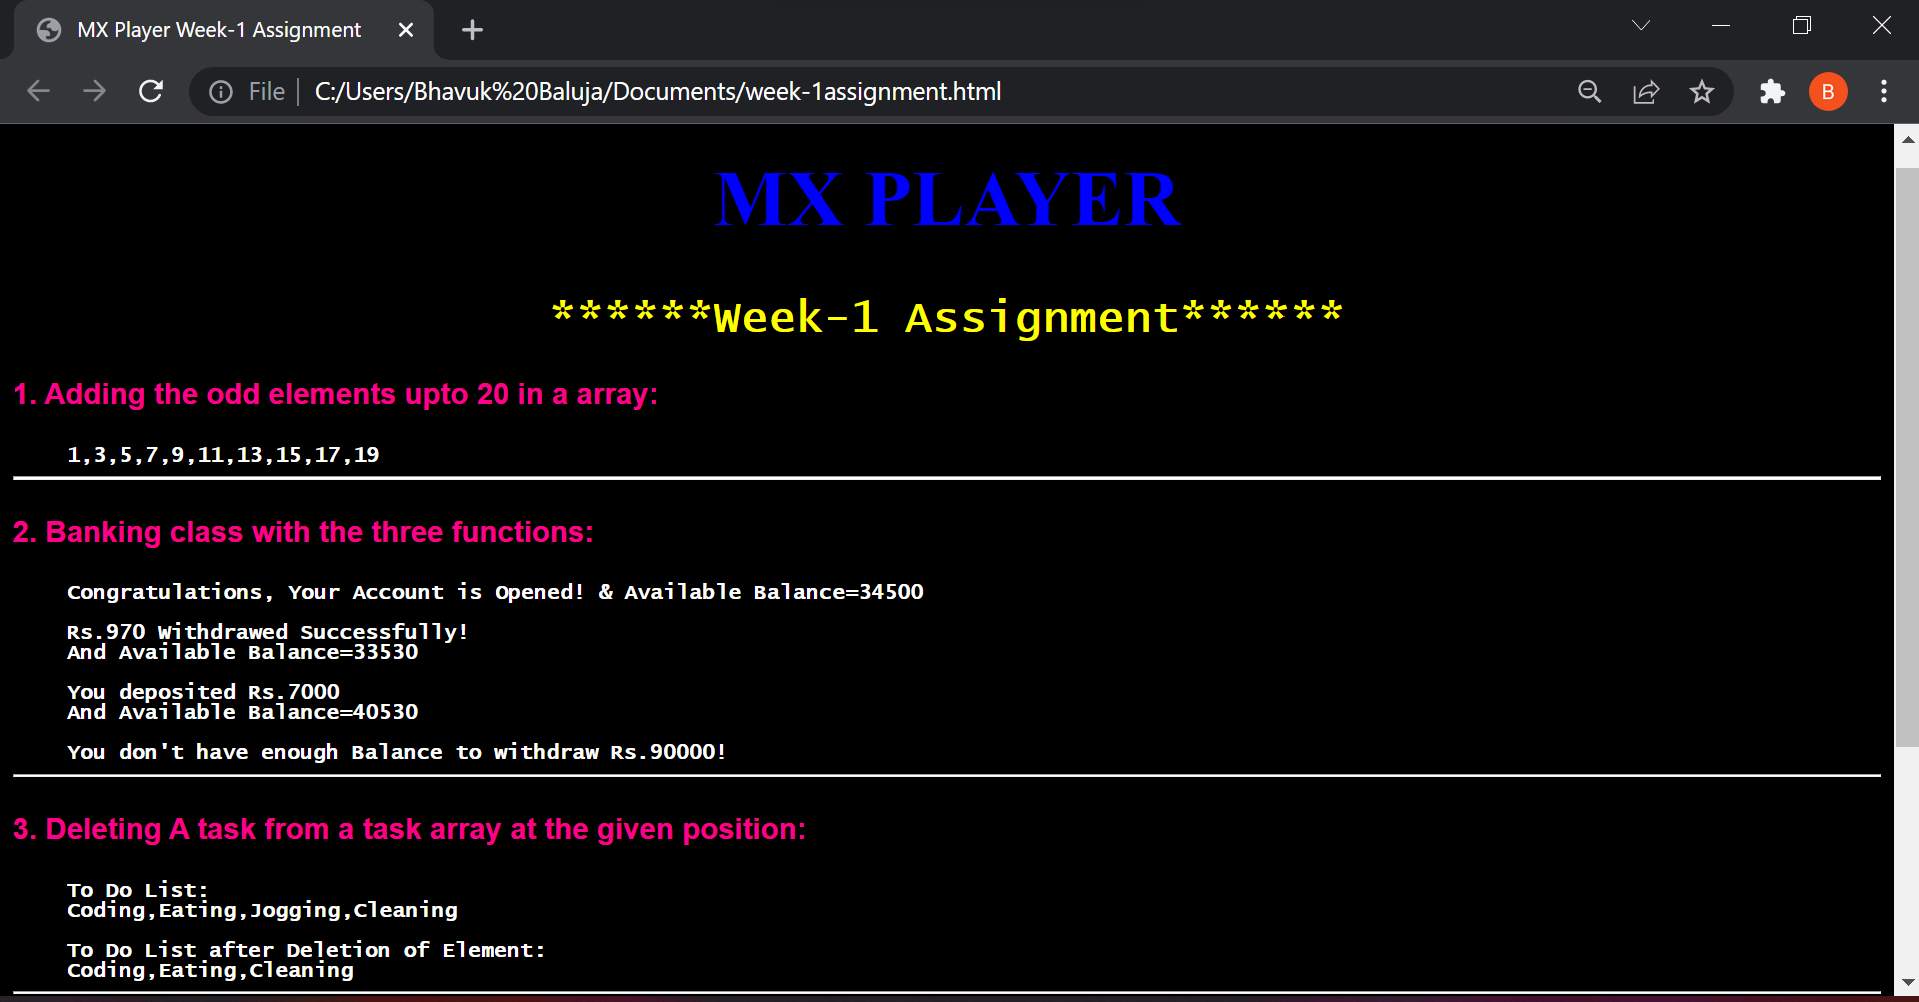 MX Player Week-1 Assignment
File
C:/Users/Bhavuk%20Baluja/Documents/week-1assignment.html
B
MX PLAYER
******Week-1 Assignment******
1. Adding the odd elements upto 20 in a array:
1,3,5,7,9,11,13,15,17,19
2. Banking class with the three functions:
Congratulations, Your Account is Opened! & Available Balance=34500
Rs.970 Withdrawed Successfully!
And Available Balance=33530
You deposited Rs.7000
And Available Balance=40530
You don't have enough Balance to withdraw Rs.90000!
3. Deleting A task from a task array at the given position:
To Do List:
Coding,Eating,Jogging,Cleaning
To Do List after Deletion of Element:
Coding,Eating,Cleaning